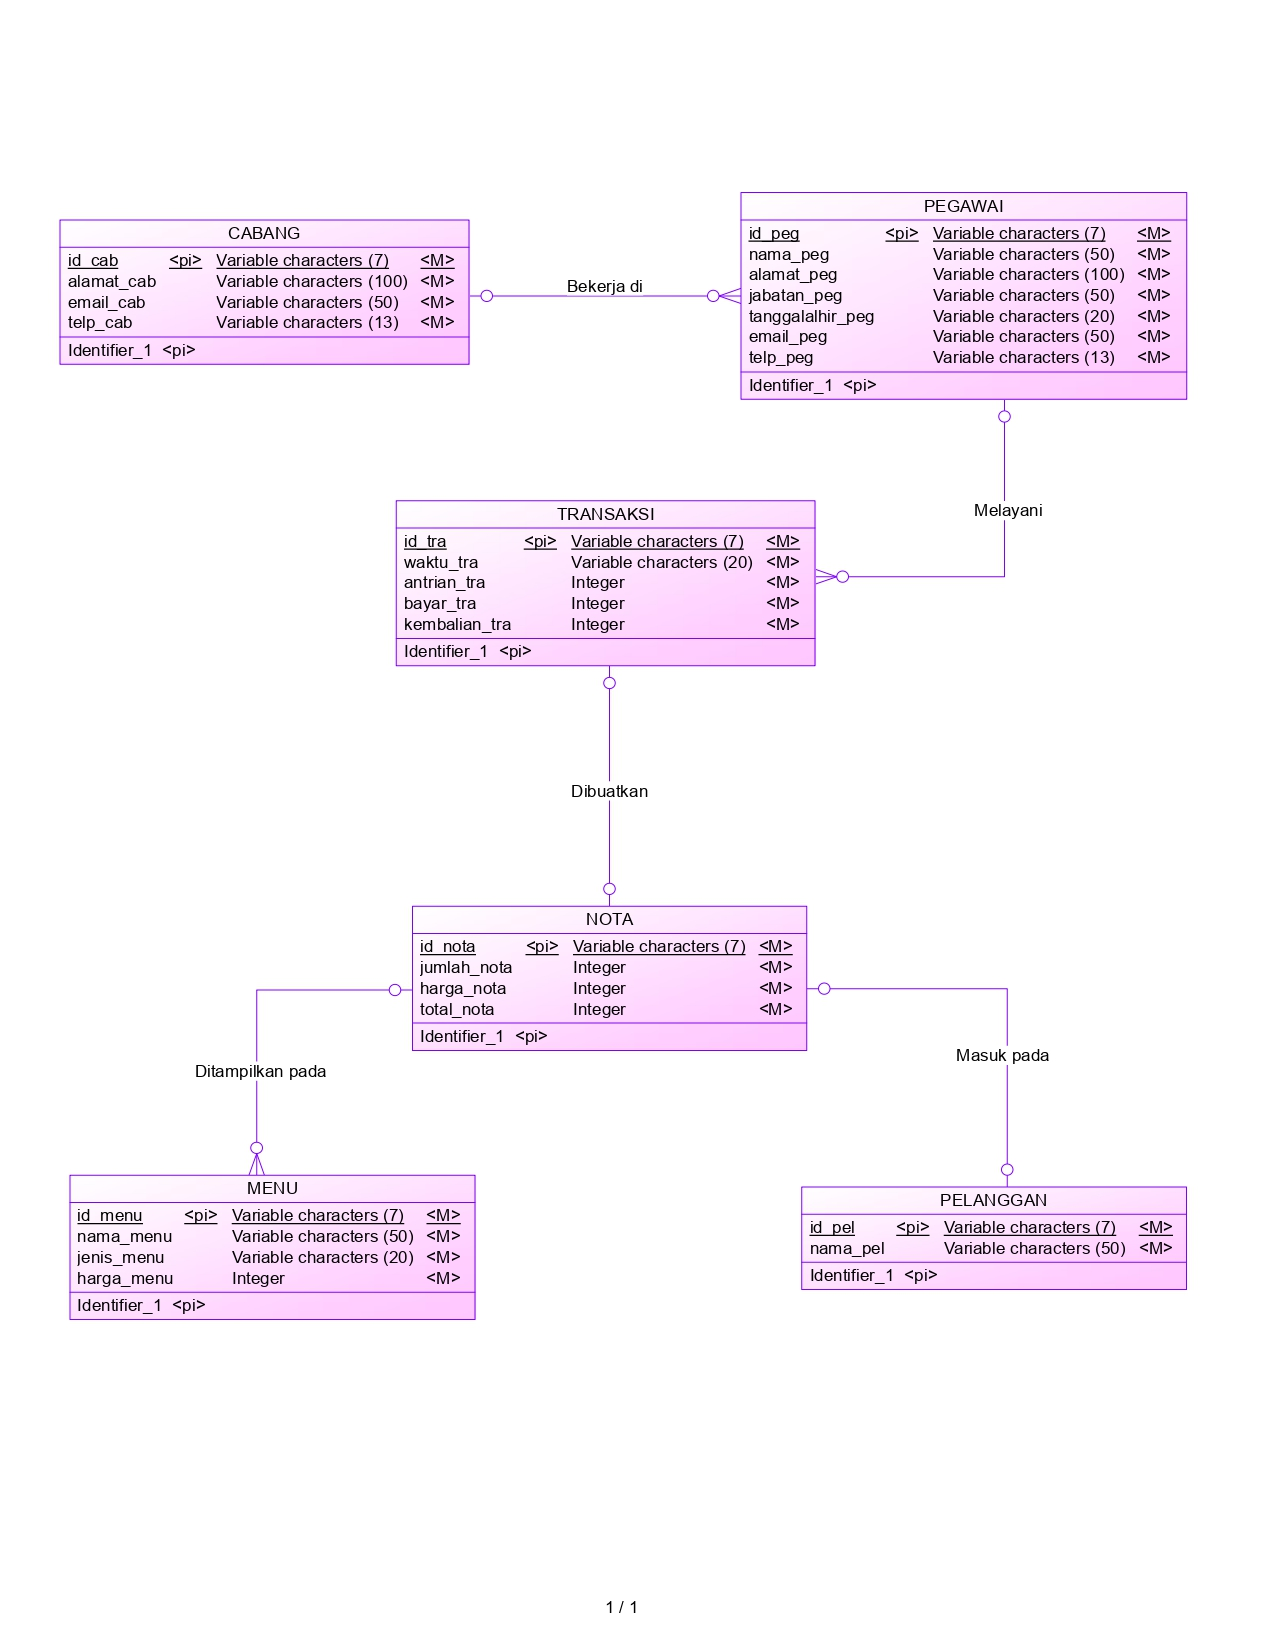 CABANG
id_cab <pi> Variable characters (7) <M>
alamat_cab Variable characters (100) <M>
email_cab Variable characters (50) <M>
telp_cab Variable characters (13) <M>
Identifier_1 <pi>
Bekerja di
PEGAWAI
id_peg <pi> Variable characters (7) <M>
nama_peg Variable characters (50) <M>
alamat_peg Variable characters (100) <M>
jabatan_peg Variable characters (50) <M>
tanggalalhir_peg Variable characters (20) <M>
email_peg Variable characters (50) <M>
telp_peg Variable characters (13) <M>
Identifier_1 <pi>
Melayani
TRANSAKSI
id_tra <pi> Variable characters (7) <M>
waktu_tra Variable characters (20) <M>
antrian_tra Integer <M>
bayar_tra Integer <M>
kembalian_tra Integer <M>
Identifier_1 <pi>
Dibuatkan
NOTA
id_nota <pi> Variable characters (7) <M>
jumlah_nota Integer <M>
harga_nota Integer <M>
total_nota Integer <M>
Identifier_1 <pi>
Ditampilkan pada
Masuk pada
MENU
id_menu <pi> Variable characters (7) <M>
nama_menu Variable characters (50) <M>
jenis_menu Variable characters (20) <M>
harga_menu Integer <M>
Identifier_1 <pi>
PELANGGAN
id_pel <pi> Variable characters (7) <M>
nama_pel Variable characters (50) <M>
Identifier_1 <pi>
1 / 1